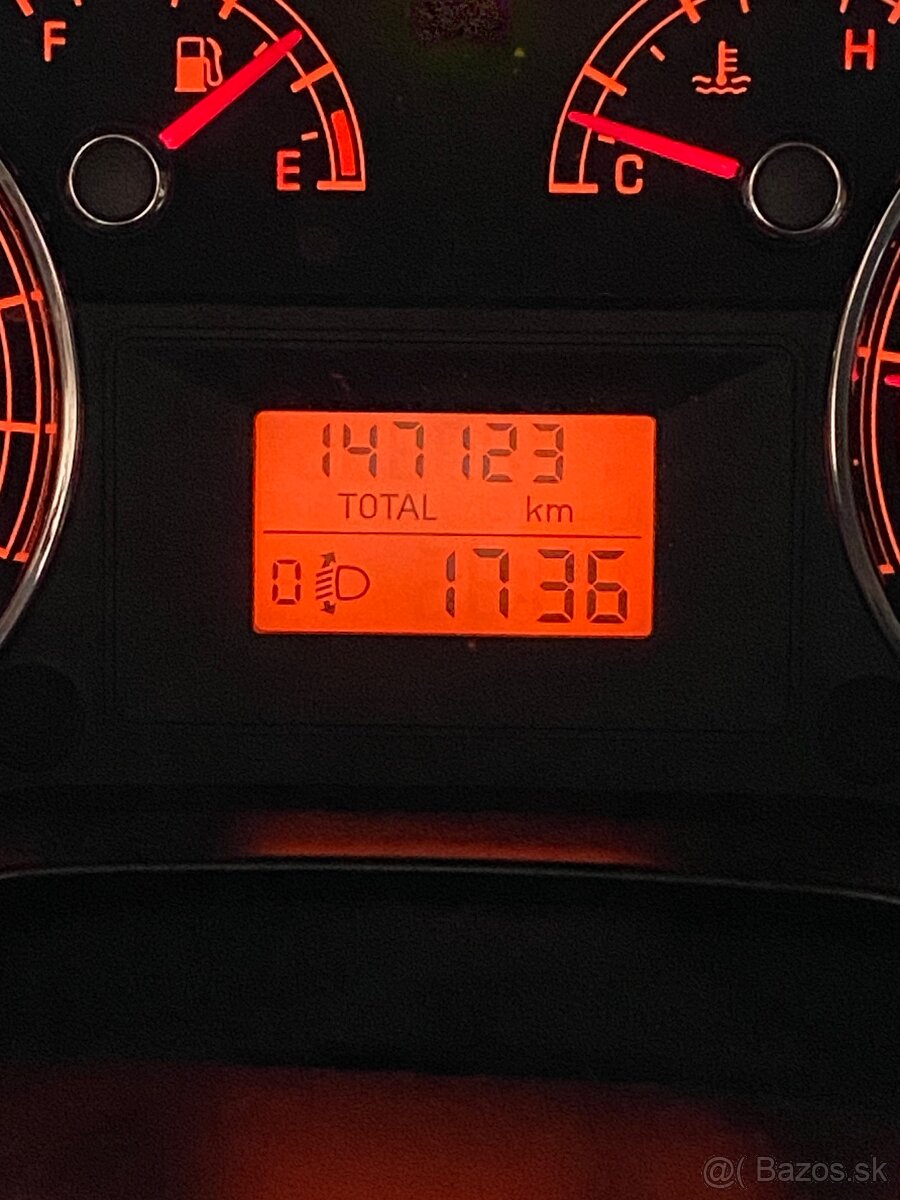 F
H
E
C
147123
TOTAL km
0 1736
@( Bazos.sk